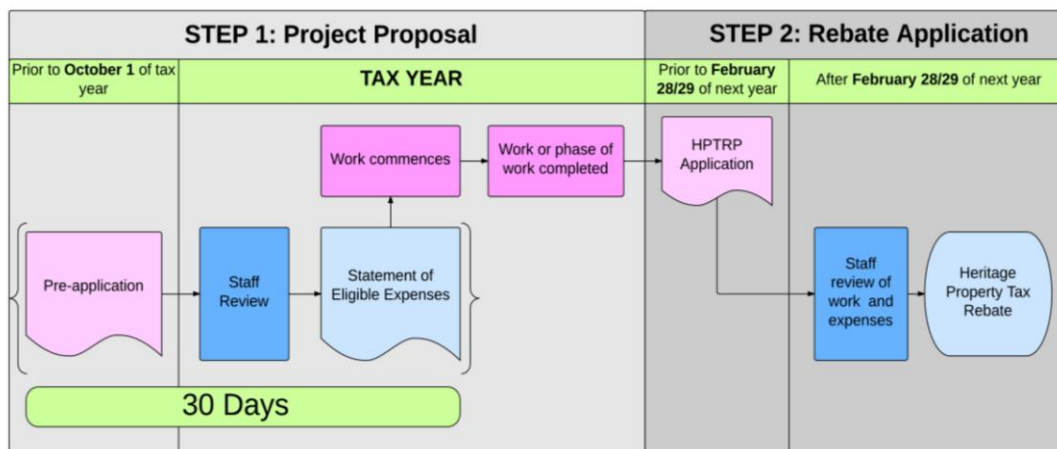 STEP 1: Project Proposal
STEP 2: Rebate Application
Prior to October 1 of tax
year
TAX YEAR
Prior to February
28/29 of next year
After February 28/29 of next year
Work commences
Work or phase of
work completed
HPTRP
Application
Pre-application
Staff
Review
Statement of
Eligible Expenses
Staff
review of
work and
expenses
Heritage
Property Tax
Rebate
30 Days